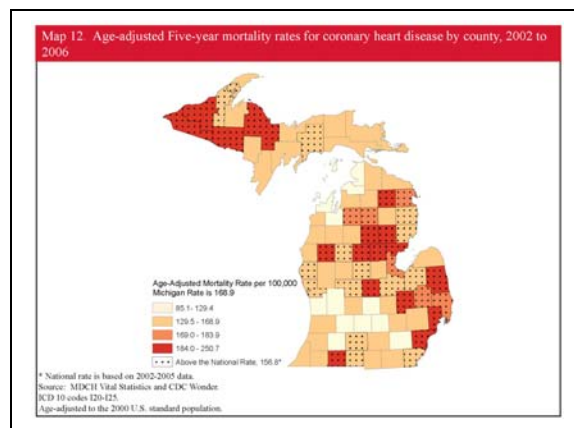 Map 12. Age-adjusted Five-year mortality rates for coronary heart disease by county, 2002 to
2006
Age-Adjusted Mortality Rate per 100,000
Michigan Rate is 168.9
85.1- 129.4
129.5 - 168.9
169.0 - 183.9
184.0 - 250.7
Above the National Rate, 156.8*
* National rate is based on 2002-2005 data.
Source: MDCH Vital Statistics and CDC Wonder.
ICD 10 codes I20-I25.
Age-adjusted to the 2000 U.S. standard population.